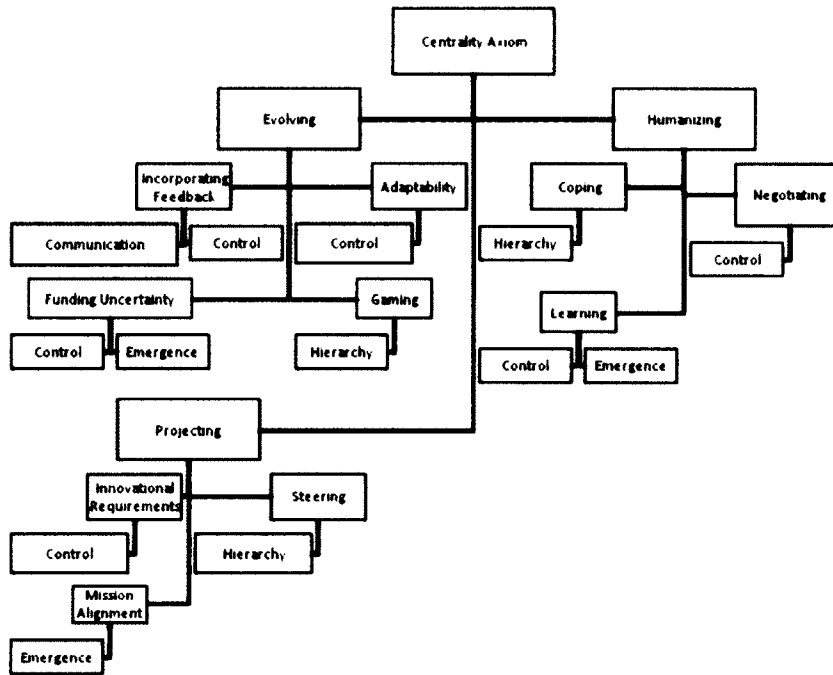 Centrality Axiom
Evolving
Humanizing
Incorporating
Feedback
Adaptability
Coping
Negotiating
Communication
Control
Control
Hierarchy
Control
Funding Uncertainty
Gaming
Learning
Control
Emergence
Hierarchy
Control
Emergence
Projecting
Innovational
Requirements
Steering
Control
Hierarchy
Mission
Alignment
Emergence